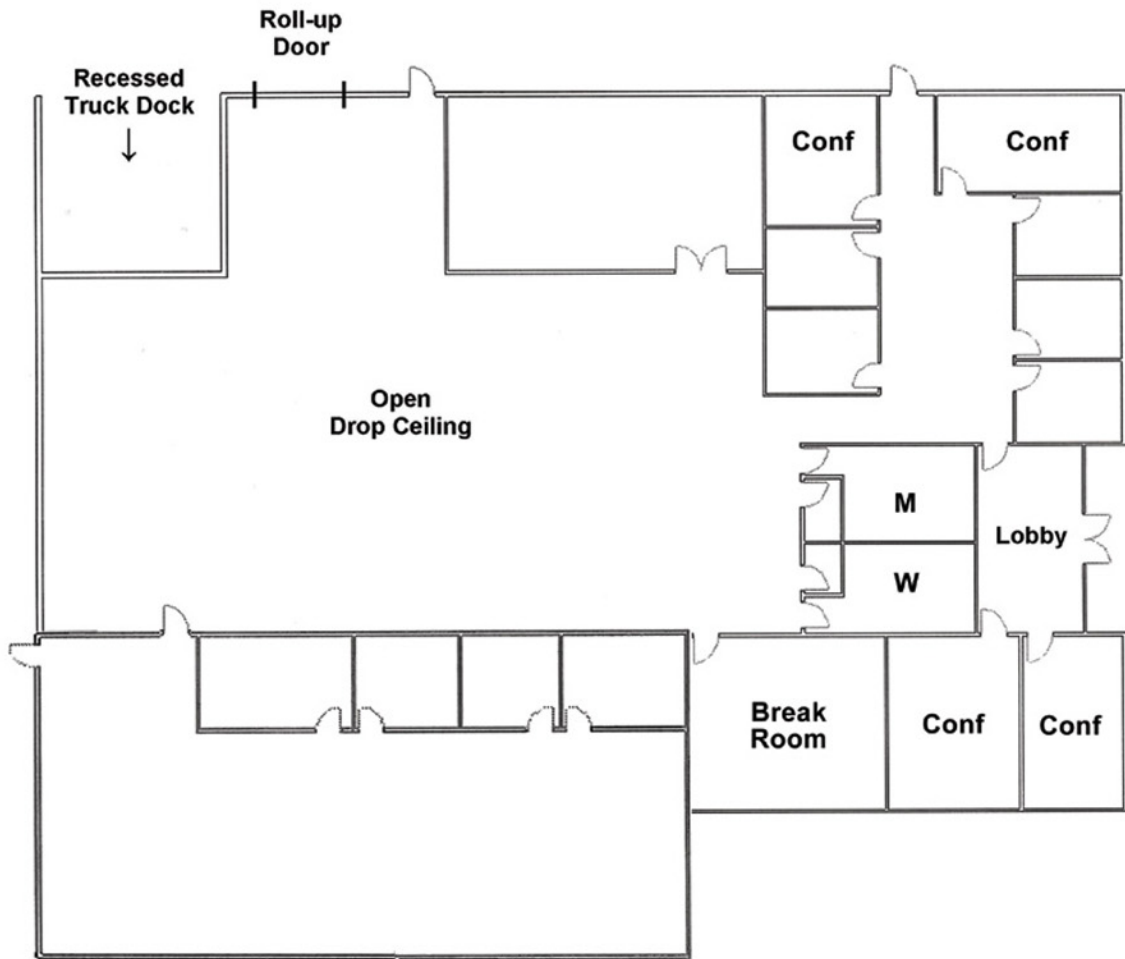 Roll-up
Door
Recessed
Truck Dock
↓
Conf
Conf
Open
Drop Ceiling
M
Lobby
W
Break
Room
Conf
Conf